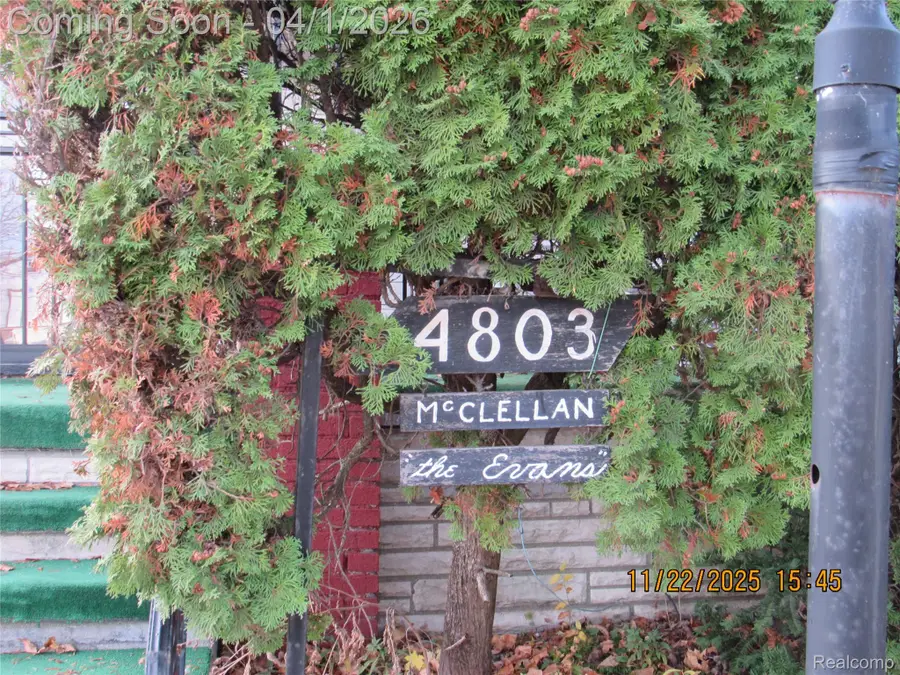 Coming Soon - 04/1/2026
4803
McCLELLAN
"the Evans"
11/22/2025 15:45
Realcomp